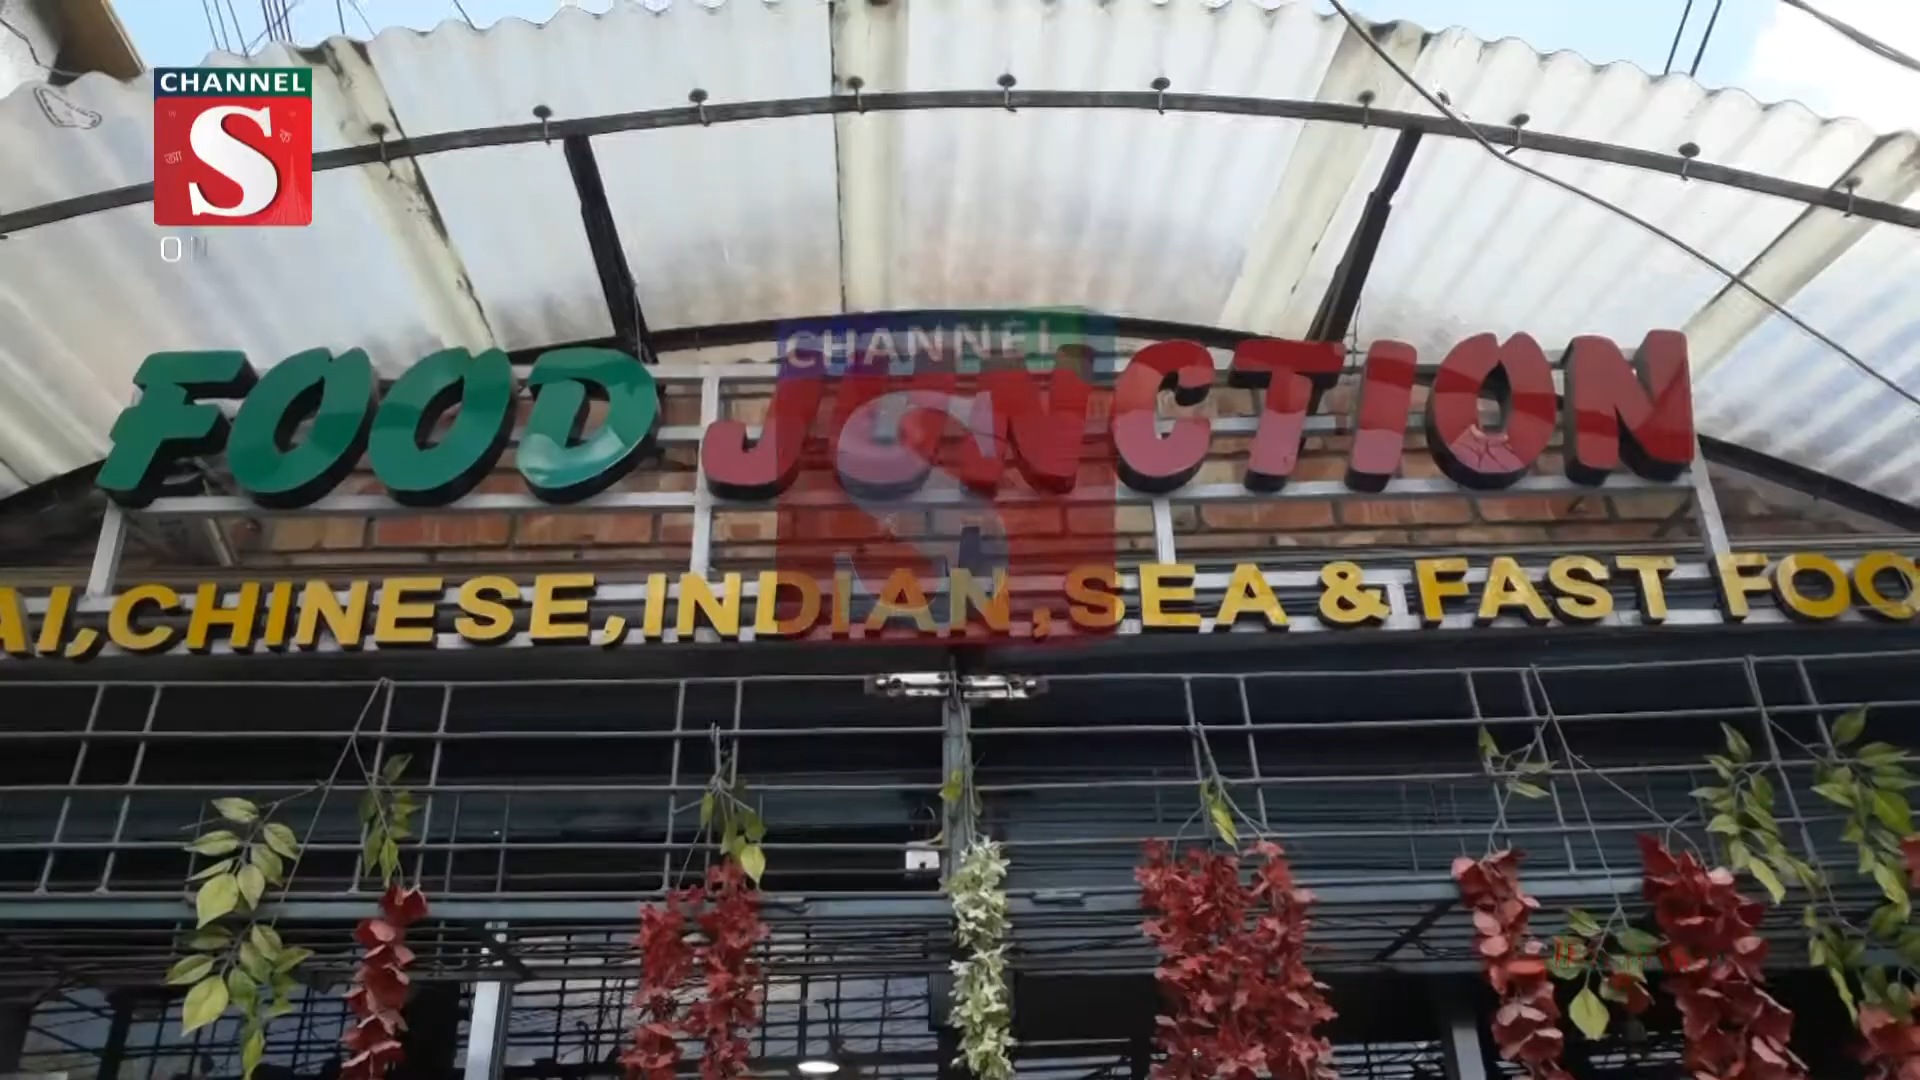 CHANNEL
S
আ ক
O
FOOD JUNCTION
CHANNEL
S
AI, CHINESE, INDIAN, SEA & FAST FOO